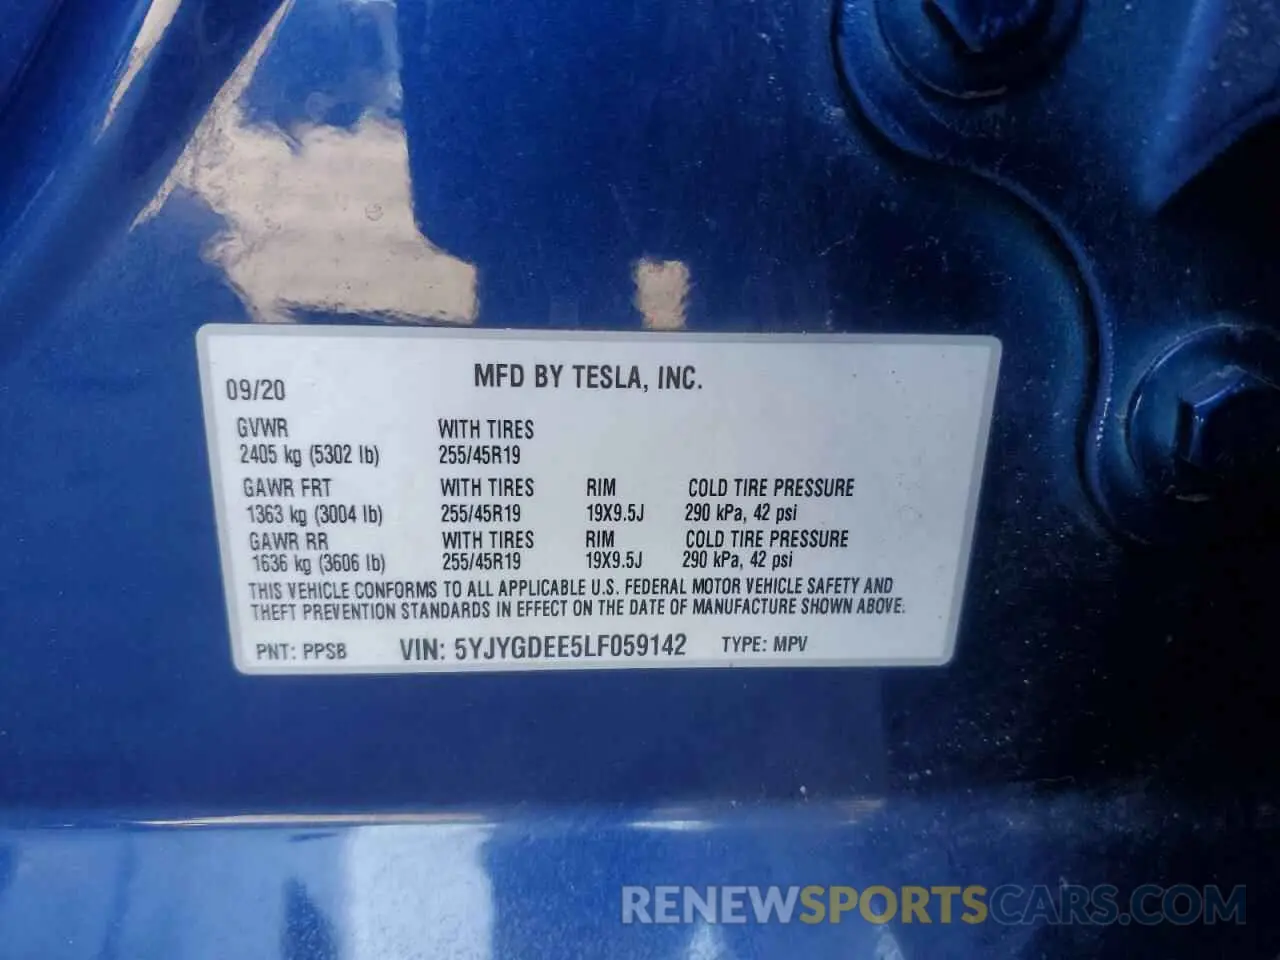 MFD BY TESLA, INC.
09/20
GVWR WITH TIRES
2405 kg (5302 lb) 255/45R19
GAWR FRT WITH TIRES RIM COLD TIRE PRESSURE
1363 kg (3004 lb) 255/45R19 19X9.5J 290 kPa, 42 psi
GAWR RR WITH TIRES RIM COLD TIRE PRESSURE
1636 kg (3606 lb) 255/45R19 19X9.5J 290 kPa, 42 psi
THIS VEHICLE CONFORMS TO ALL APPLICABLE U.S. FEDERAL MOTOR VEHICLE SAFETY AND
THEFT PREVENTION STANDARDS IN EFFECT ON THE DATE OF MANUFACTURE SHOWN ABOVE.
PNT: PPSB VIN: 5YJYGDEE5LF059142 TYPE: MPV
RENEWSPORTSCARS.COM